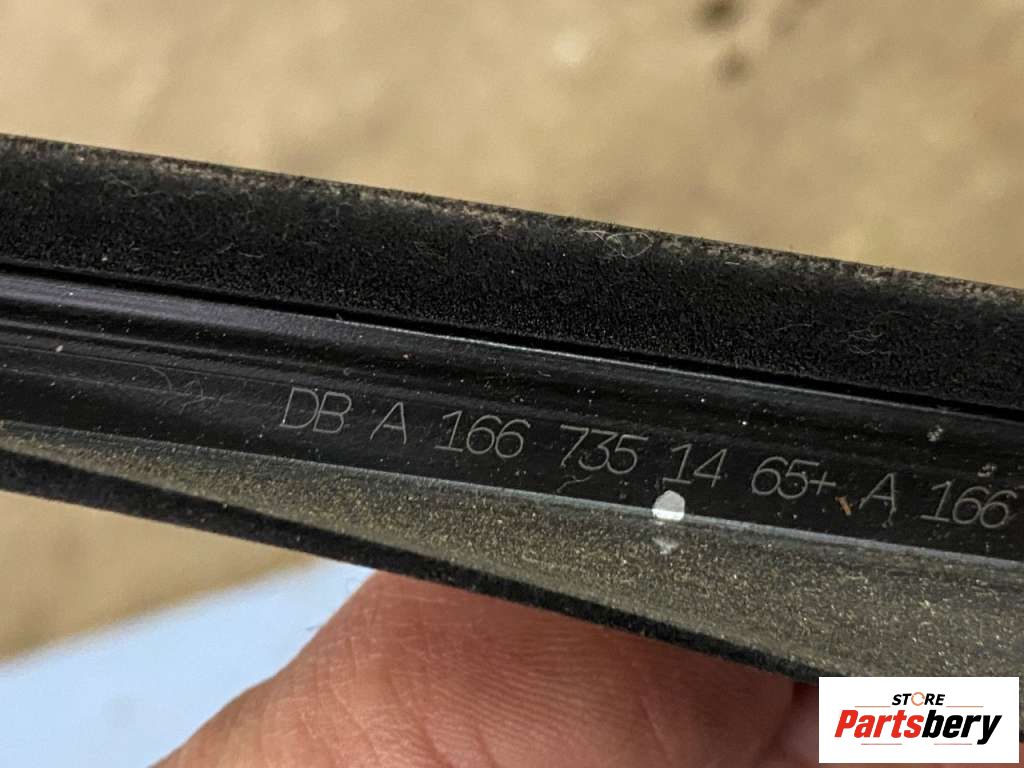 DB A 166 735 14 65+ A 166
STORE
Partsbery